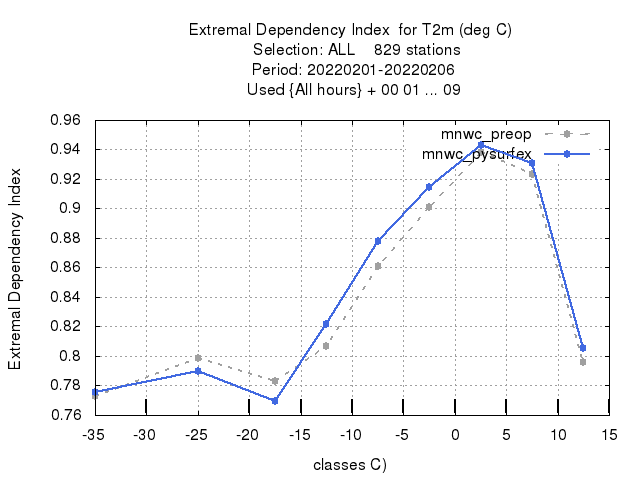 Extremal Dependency Index  for T2m (deg C)
Selection: ALL    829 stations
Period: 20220201-20220206
Used {All hours} + 00 01 ... 09
mnwc_preop
mnwc_pysurfex
Extremal Dependency Index
0.96
0.94
0.92
0.9
0.88
0.86
0.84
0.82
0.8
0.78
0.76
-35 -30 -25 -20 -15 -10 -5 0 5 10 15
classes C)